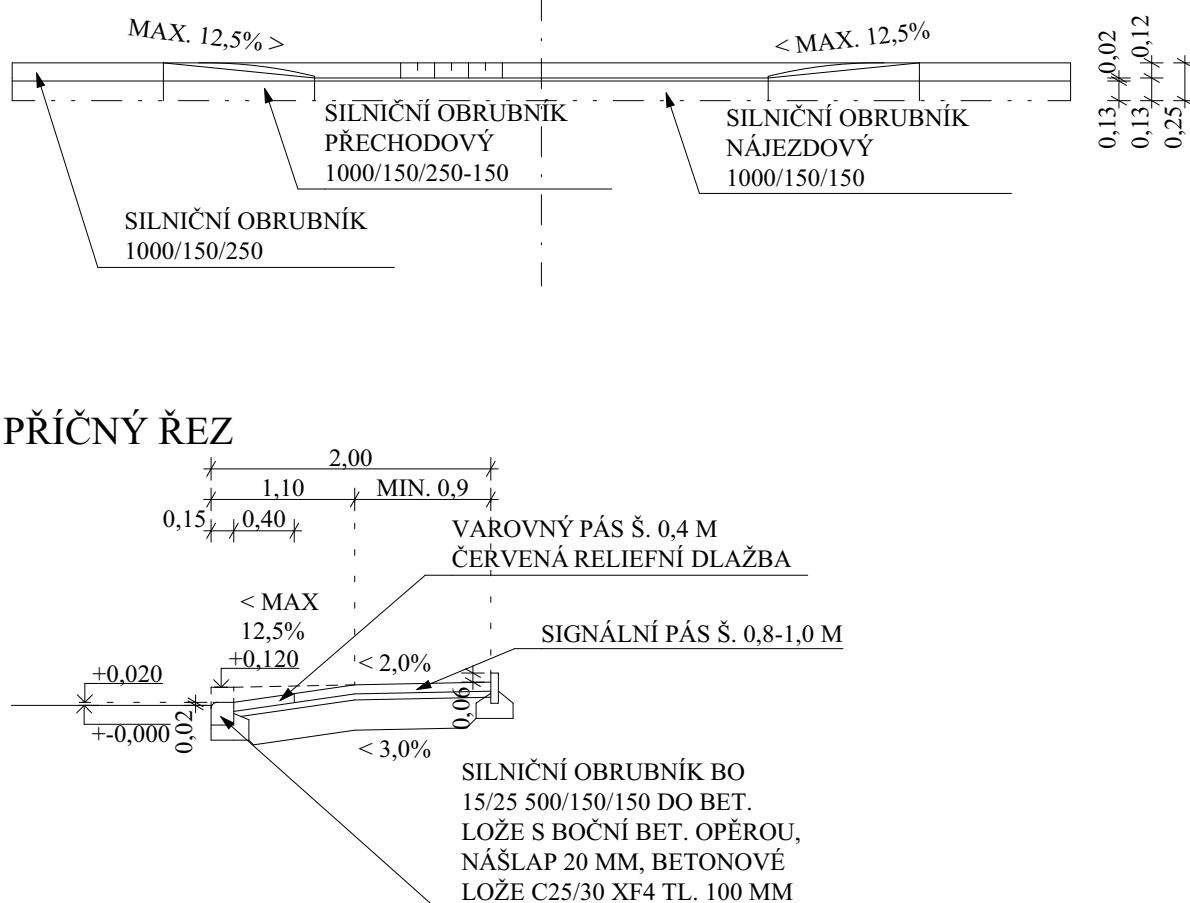 MAX. 12,5% >
< MAX. 12,5%
0,02
0,12
0,13
0,13
0,25
SILNIČNÍ OBRUBNÍK
PŘECHODOVÝ
1000/150/250-150
SILNIČNÍ OBRUBNÍK
NÁJEZDOVÝ
1000/150/150
SILNIČNÍ OBRUBNÍK
1000/150/250
PŘÍČNÝ ŘEZ
2,00
1,10
MIN. 0,9
0,15
0,40
VAROVNÝ PÁS Š. 0,4 M
ČERVENÁ RELIEFNÍ DLAŽBA
< MAX
12,5%
SIGNÁLNÍ PÁS Š. 0,8-1,0 M
+0,120
< 2,0%
+0,020
0,06
+-0,000
0,02
< 3,0%
SILNIČNÍ OBRUBNÍK BO
15/25 500/150/150 DO BET.
LOŽE S BOČNÍ BET. OPĚROU,
NÁŠLAP 20 MM, BETONOVÉ
LOŽE C25/30 XF4 TL. 100 MM